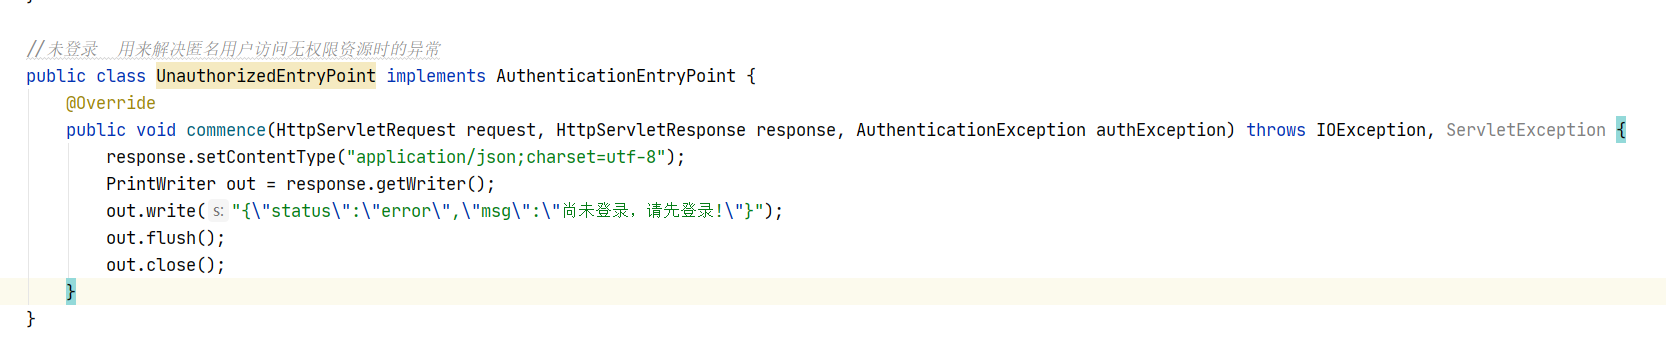 //未登录  用来解决匿名用户访问无权限资源时的异常
public class UnauthorizedEntryPoint implements AuthenticationEntryPoint {
@Override
public void commence(HttpServletRequest request, HttpServletResponse response, AuthenticationException authException) throws IOException, ServletException {
response.setContentType("application/json;charset=utf-8");
PrintWriter out = response.getWriter();
out.write( s: "{\"status\":\"error\",\"msg\":\"尚未登录，请先登录!\"}");
out.flush();
out.close();
}
}